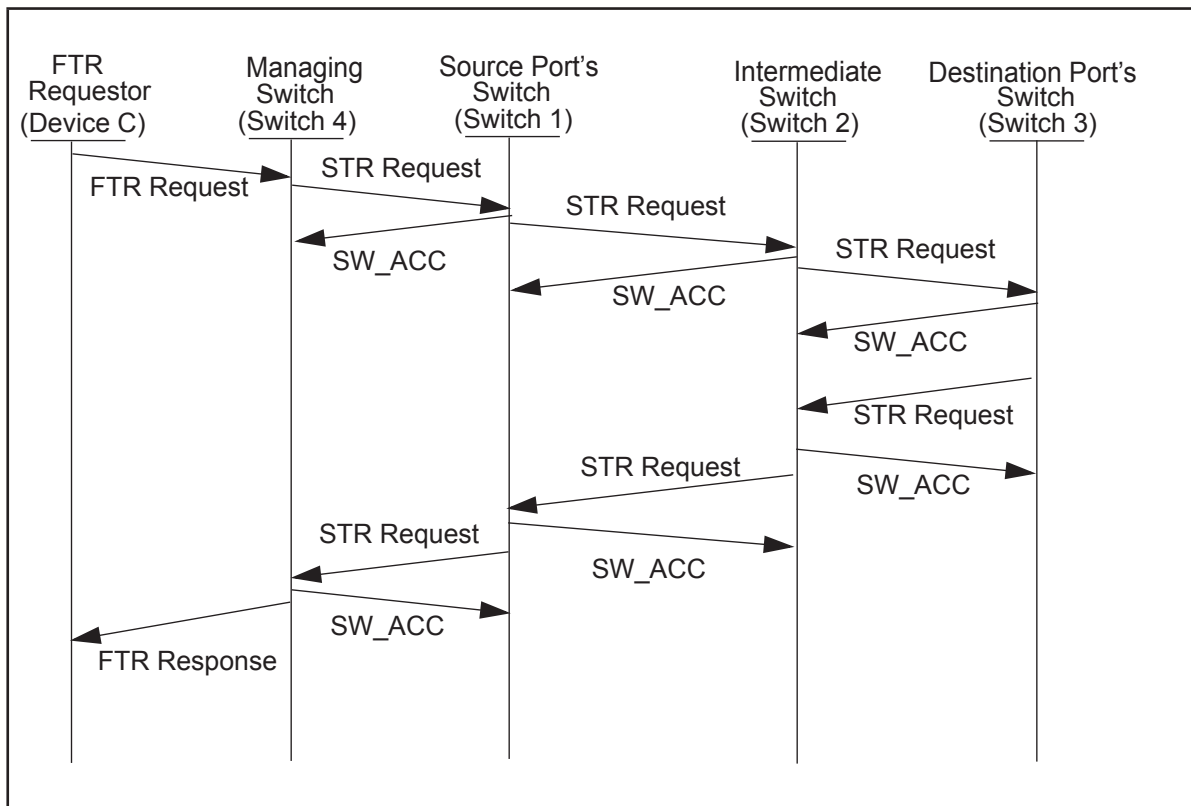 FTR
Requestor
(Device C)
Managing
Switch
(Switch 4)
Source Port's
Switch
(Switch 1)
Intermediate
Switch
(Switch 2)
Destination Port's
Switch
(Switch 3)
FTR Request
STR Request
SW_ACC
STR Request
SW_ACC
STR Request
SW_ACC
STR Request
SW_ACC
STR Request
SW_ACC
STR Request
SW_ACC
FTR Response